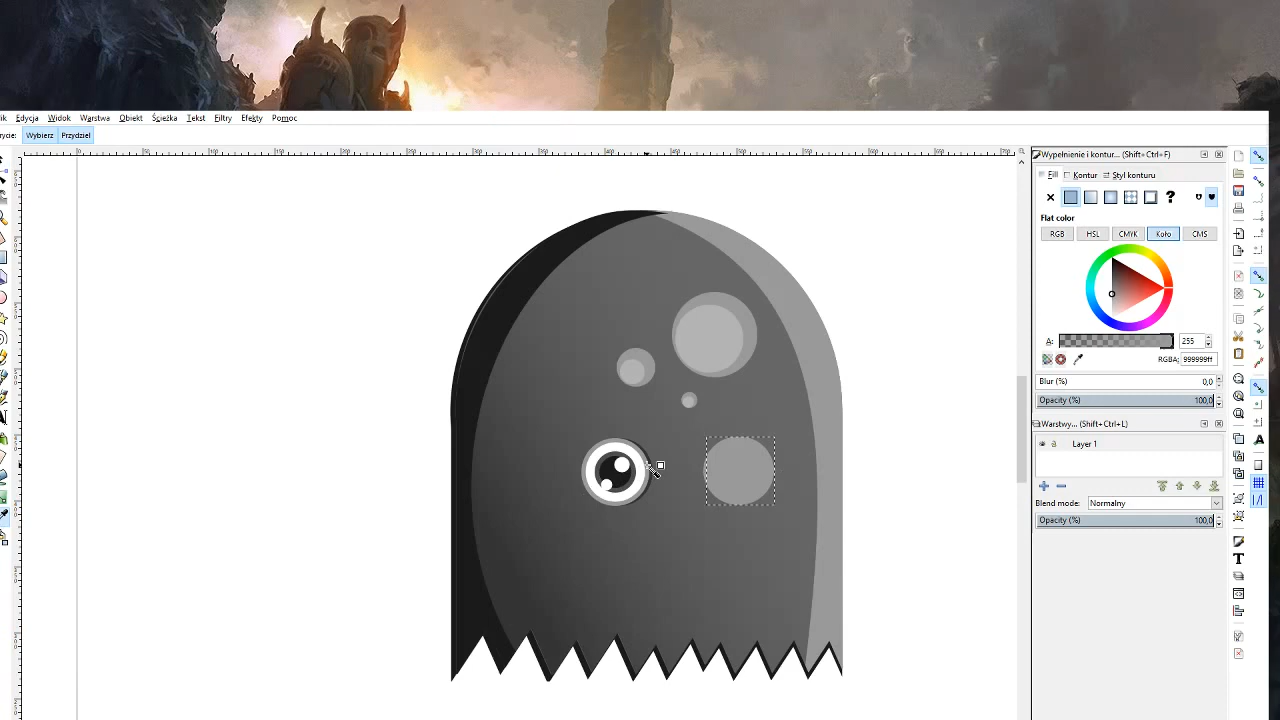 lik Edycja Widok Warstwa Obiekt Ścieżka Tekst Filtry Efekty Pomoc
rycie: Wybierz Przydziel
Wypełnienie i kontur... (Shift+Ctrl+F)
Fill Kontur Styl konturu
?
Flat color
RGB HSL CMYK Koło CMS
A: 255
RGBA: 999999ff
Blur (%) 0,0
Opacity (%) 100,0
Warstwy... (Shift+Ctrl+L)
Layer 1
Blend mode: Normalny
Opacity (%) 100,0